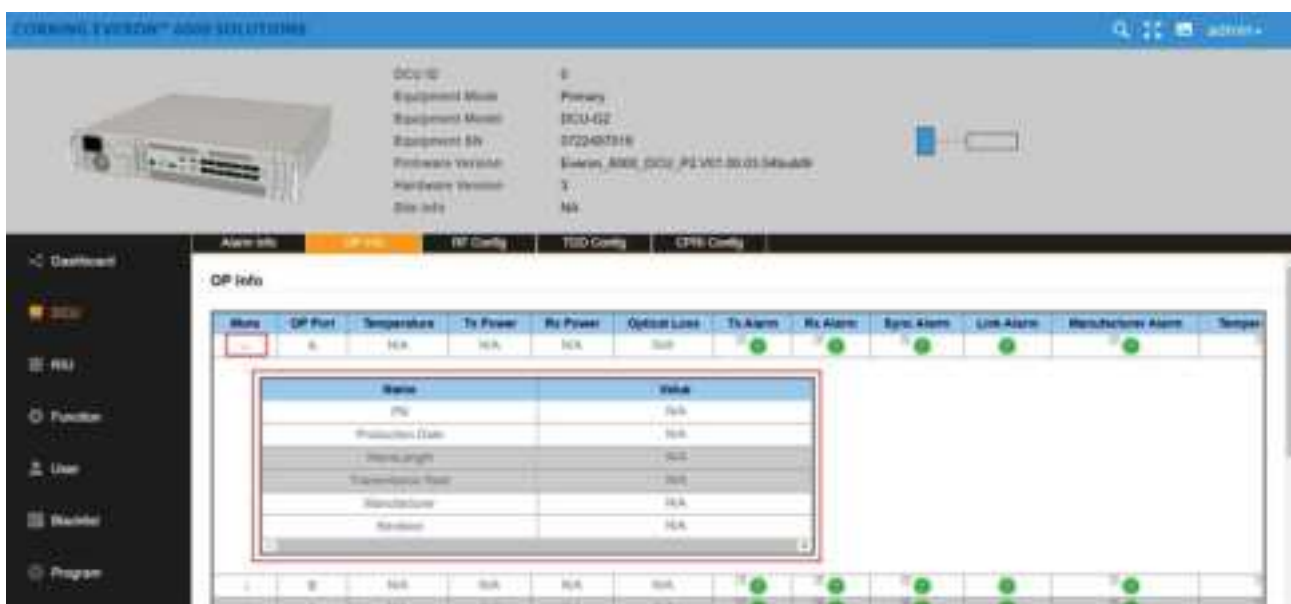 CORNING EVERON™ 6000 SOLUTIONS admin
DCU ID 0
Equipment Mode Primary
Equipment Model DCU-G2
Equipment SN
Firmware Version
Hardware Version
Site Info NA
Alarm Info OP Info RF Config TDD Config CPRI Config
Dashboard
OP Info
DCU
More OP Port Temperature Tx Power Rx Power Optical Loss Tx Alarm Rx Alarm Sync Alarm Link Alarm Manufacturer Alarm
- A N/A N/A N/A N/A
RIU
Name Value
Function
PN N/A
Production Date N/A
WaveLength N/A
User
Transmission Rate N/A
Manufacturer N/A
Blacklist
N/A
Program
B N/A N/A N/A N/A